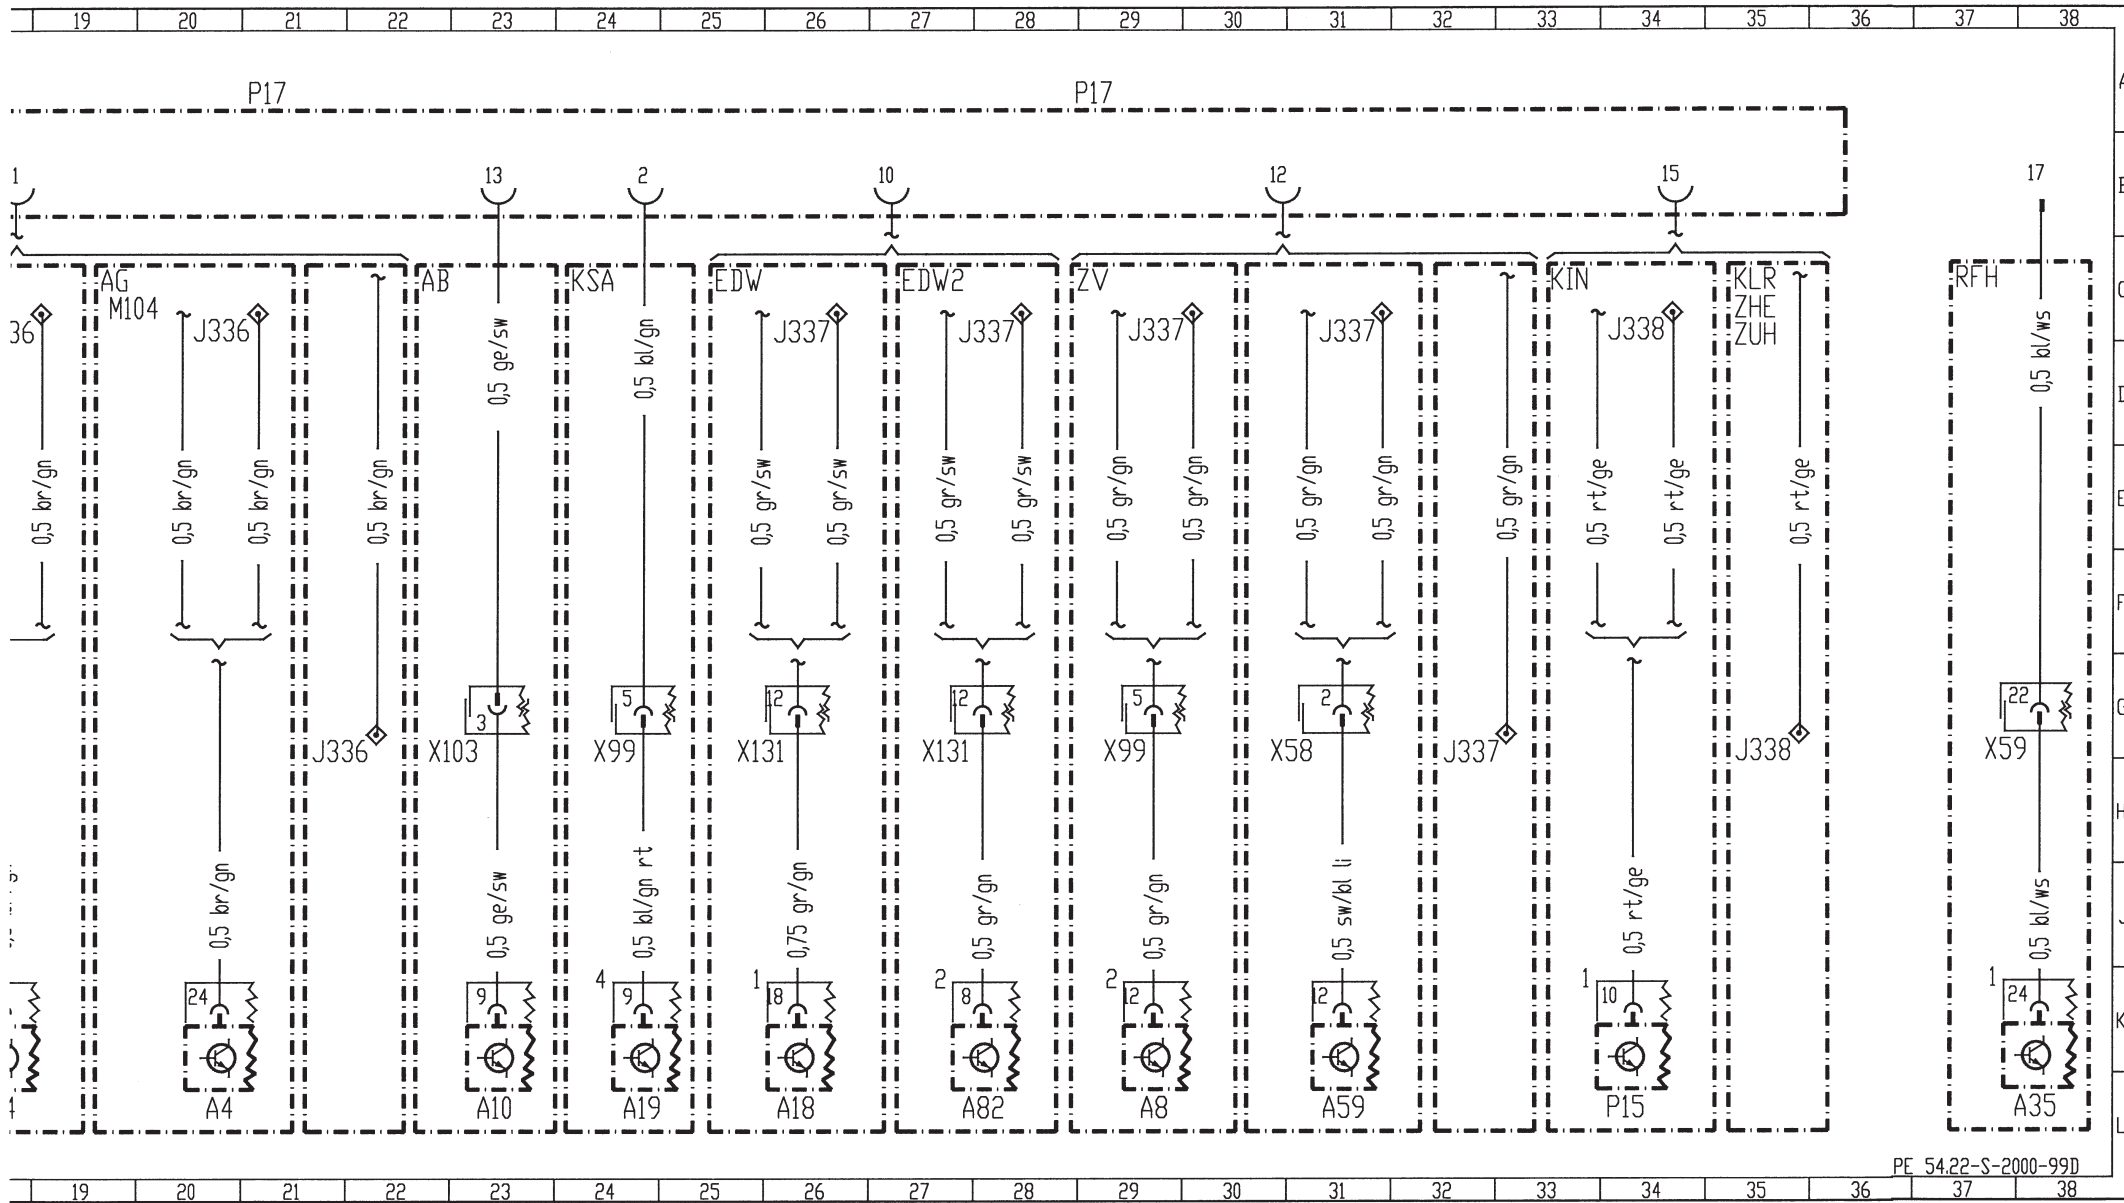 19 20 21 22 23 24 25 26 27 28 29 30 31 32 33 34 35 36 37 38
P17 P17
1 13 2 10 12 15 17
AG AB KSA EDW EDW2 ZV KIN KLR RFH
M104 ZHE
ZUH
36 J336 J337 J337 J337 J337 J338
0,5 ge/sw 0,5 bl/gn 0,5 bl/ws
0,5 br/gn 0,5 br/gn 0,5 br/gn 0,5 br/gn 0,5 gr/sw 0,5 gr/sw 0,5 gr/sw 0,5 gr/sw 0,5 gr/gn 0,5 gr/gn 0,5 gr/gn 0,5 gr/gn 0,5 gr/gn 0,5 rt/ge 0,5 rt/ge 0,5 rt/ge
3 5 12 12 5 2 22
J336 X103 X99 X131 X131 X99 X58 J337 J338 X59
0,5 br/gn 0,5 ge/sw 0,5 bl/gn rt 0,75 gr/gn 0,5 gr/gn 0,5 gr/gn 0,5 sw/bl li 0,5 rt/ge 0,5 bl/ws
4 1 2 2 1 1
24 9 9 18 8 12 12 10 24
A4 A10 A19 A18 A82 A8 A59 P15 A35
PE 54.22-S-2000-99D
19 20 21 22 23 24 25 26 27 28 29 30 31 32 33 34 35 36 37 38